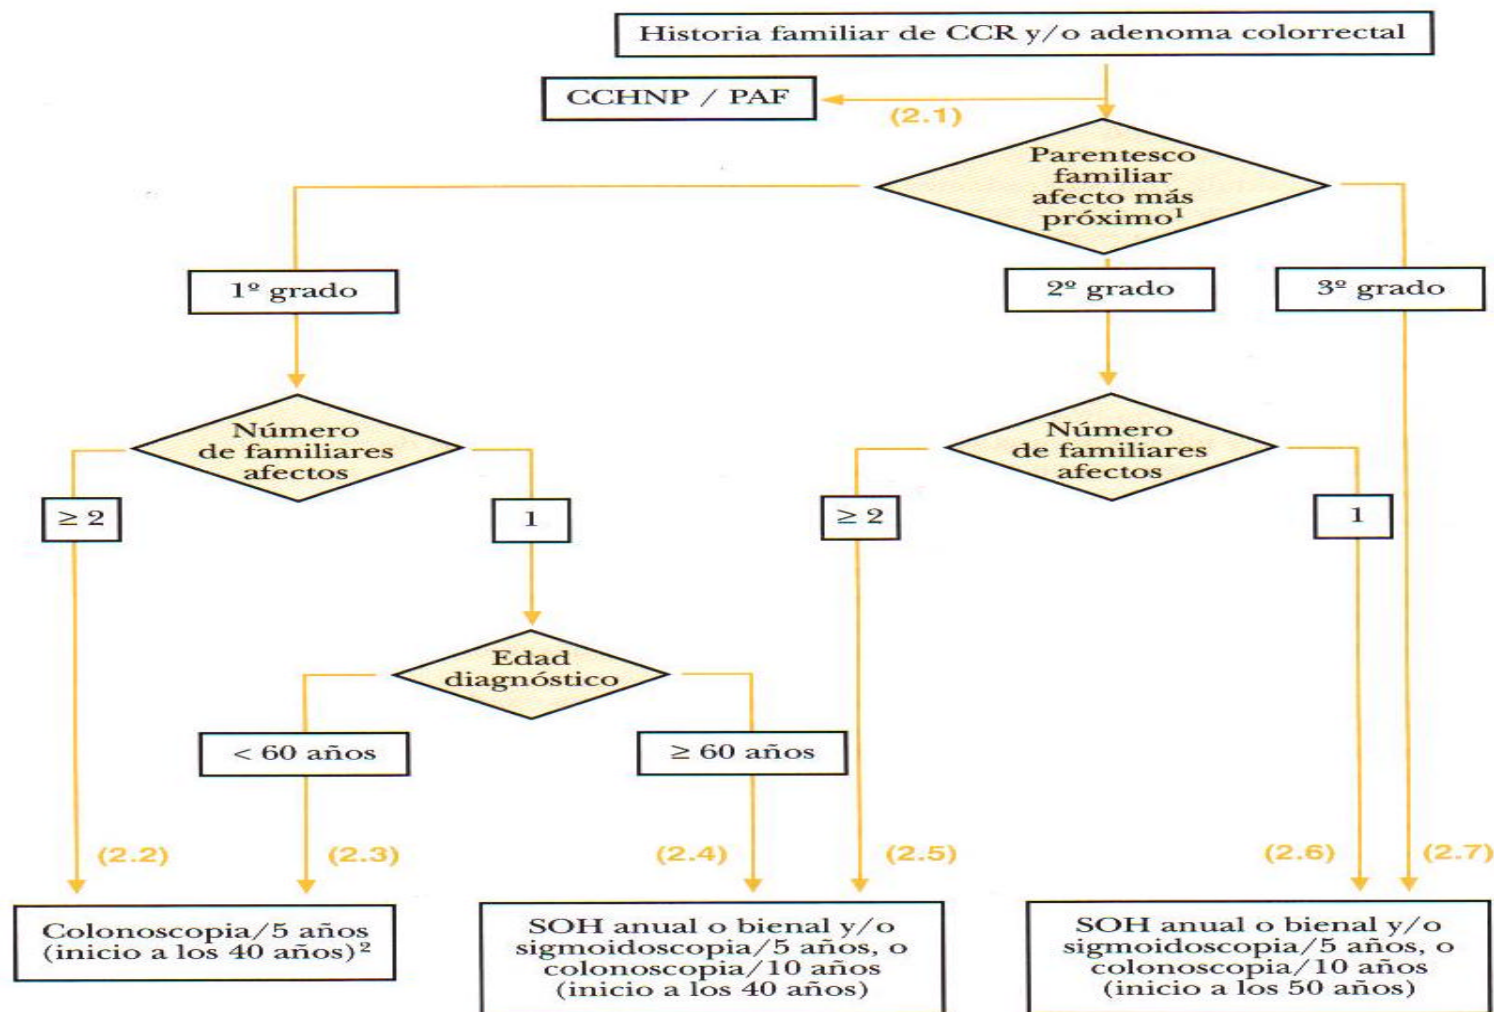 Historia familiar de CCR y/o adenoma colorrectal
CCHNP / PAF
(2.1)
Parentesco
familiar
afecto más
próximo¹
1º grado
2º grado
3º grado
Número
de familiares
afectos
Número
de familiares
afectos
≥ 2
1
≥ 2
1
Edad
diagnóstico
< 60 años
≥ 60 años
(2.2)
(2.3)
(2.4)
(2.5)
(2.6)
(2.7)
Colonoscopia/5 años
(inicio a los 40 años)²
SOH anual o bienal y/o
sigmoidoscopia/5 años, o
colonoscopia/10 años
(inicio a los 40 años)
SOH anual o bienal y/o
sigmoidoscopia/5 años, o
colonoscopia/10 años
(inicio a los 50 años)